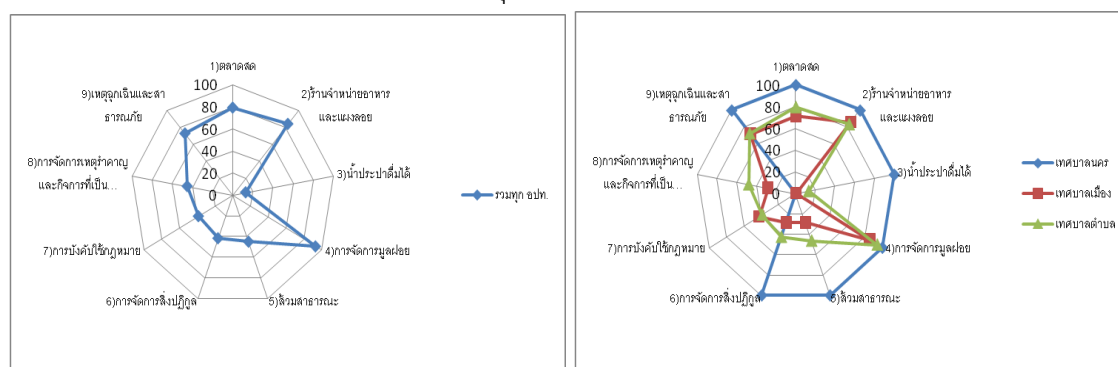 1)ตลาดสด
2)ร้านจำหน่ายอาหาร
และแผงลอย
3)น้ำประปาดื่มได้
4)การจัดการมูลฝอย
5)ส้วมสาธารณะ
6)การจัดการสิ่งปฏิกูล
7)การบังคับใช้กฎหมาย
8)การจัดการเหตุรำคาญ
และกิจการที่เป็น...
9)เหตุฉุกเฉินและสา
ธารณภัย
100
80
60
40
20
0
รวมทุก อปท.
1)ตลาดสด
2)ร้านจำหน่ายอาหาร
และแผงลอย
3)น้ำประปาดื่มได้
4)การจัดการมูลฝอย
5)ส้วมสาธารณะ
6)การจัดการสิ่งปฏิกูล
7)การบังคับใช้กฎหมาย
8)การจัดการเหตุรำคาญ
และกิจการที่เป็น...
9)เหตุฉุกเฉินและสา
ธารณภัย
100
80
60
40
20
0
เทศบาลนคร
เทศบาลเมือง
เทศบาลตำบล